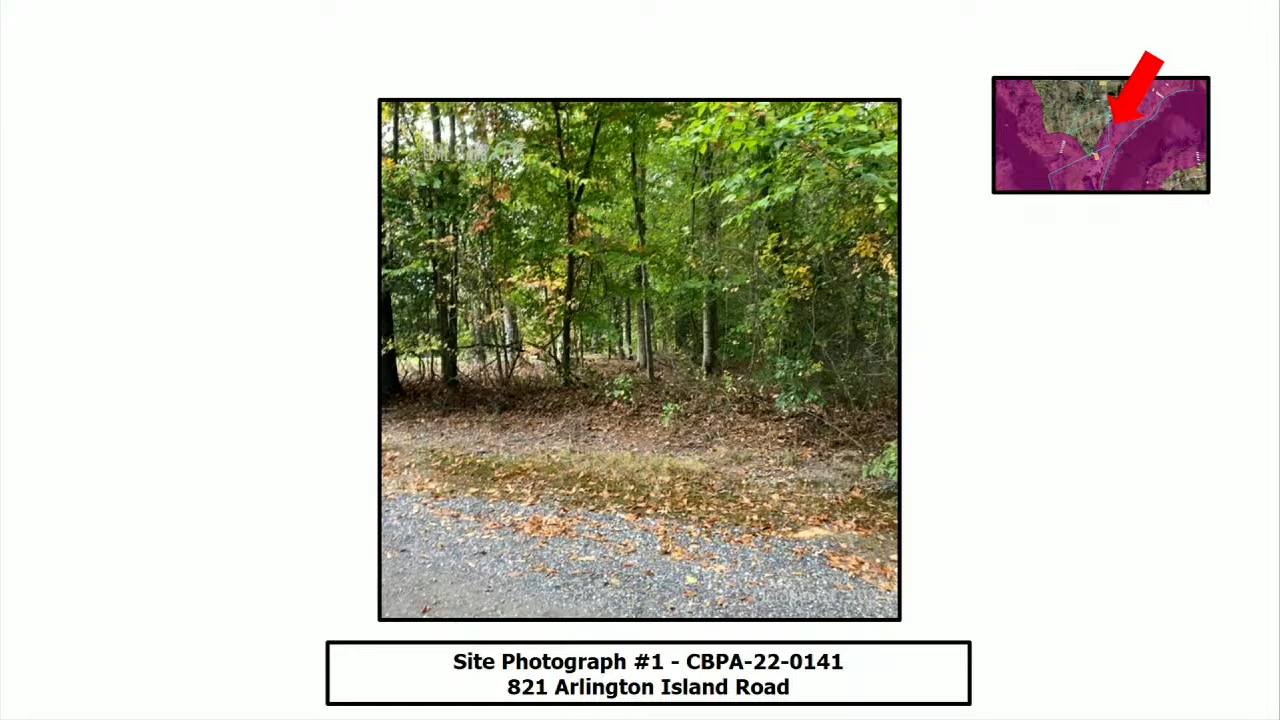 Site Photograph #1 - CBPA-22-0141
821 Arlington Island Road